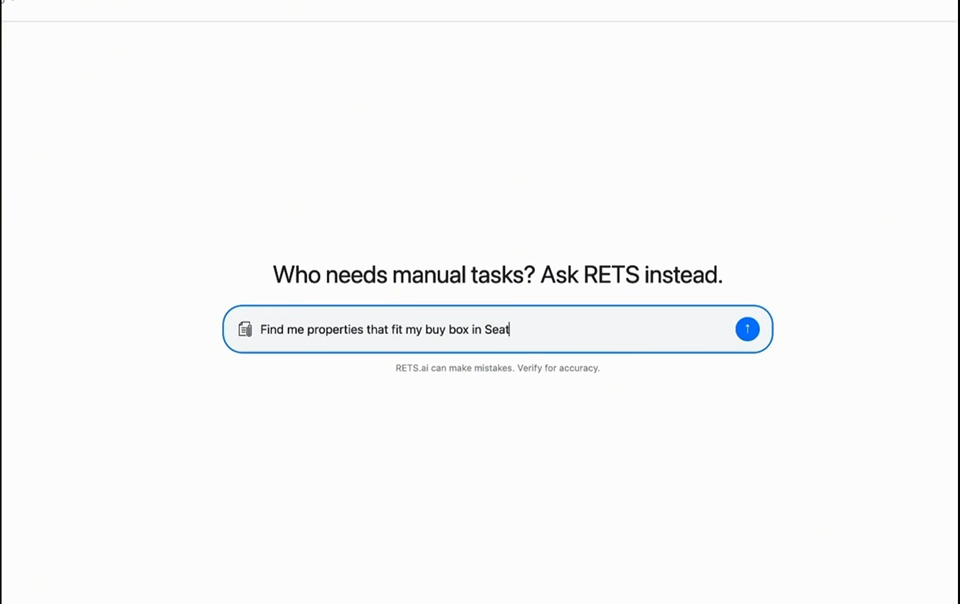 Who needs manual tasks? Ask RETS instead.
Find me properties that fit my buy box in Seat
RETS.ai can make mistakes. Verify for accuracy.